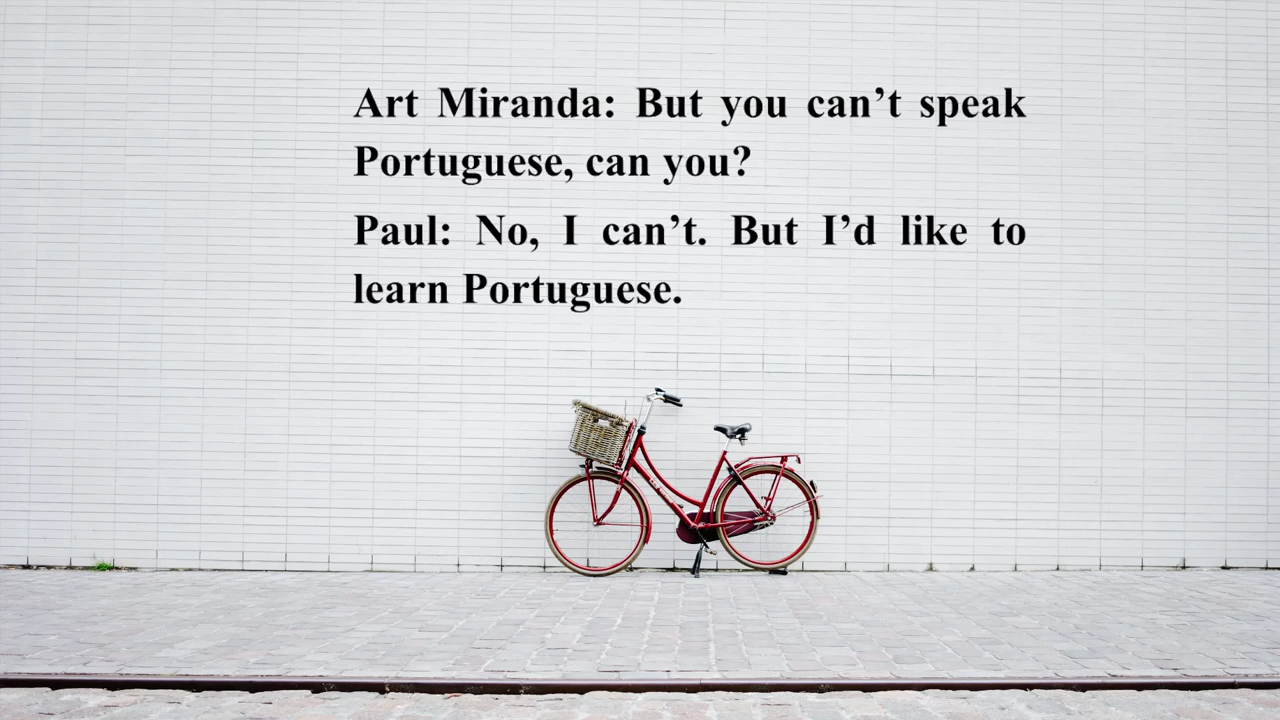 Art Miranda: But you can’t speak
Portuguese, can you?
Paul: No, I can’t. But I’d like to
learn Portuguese.